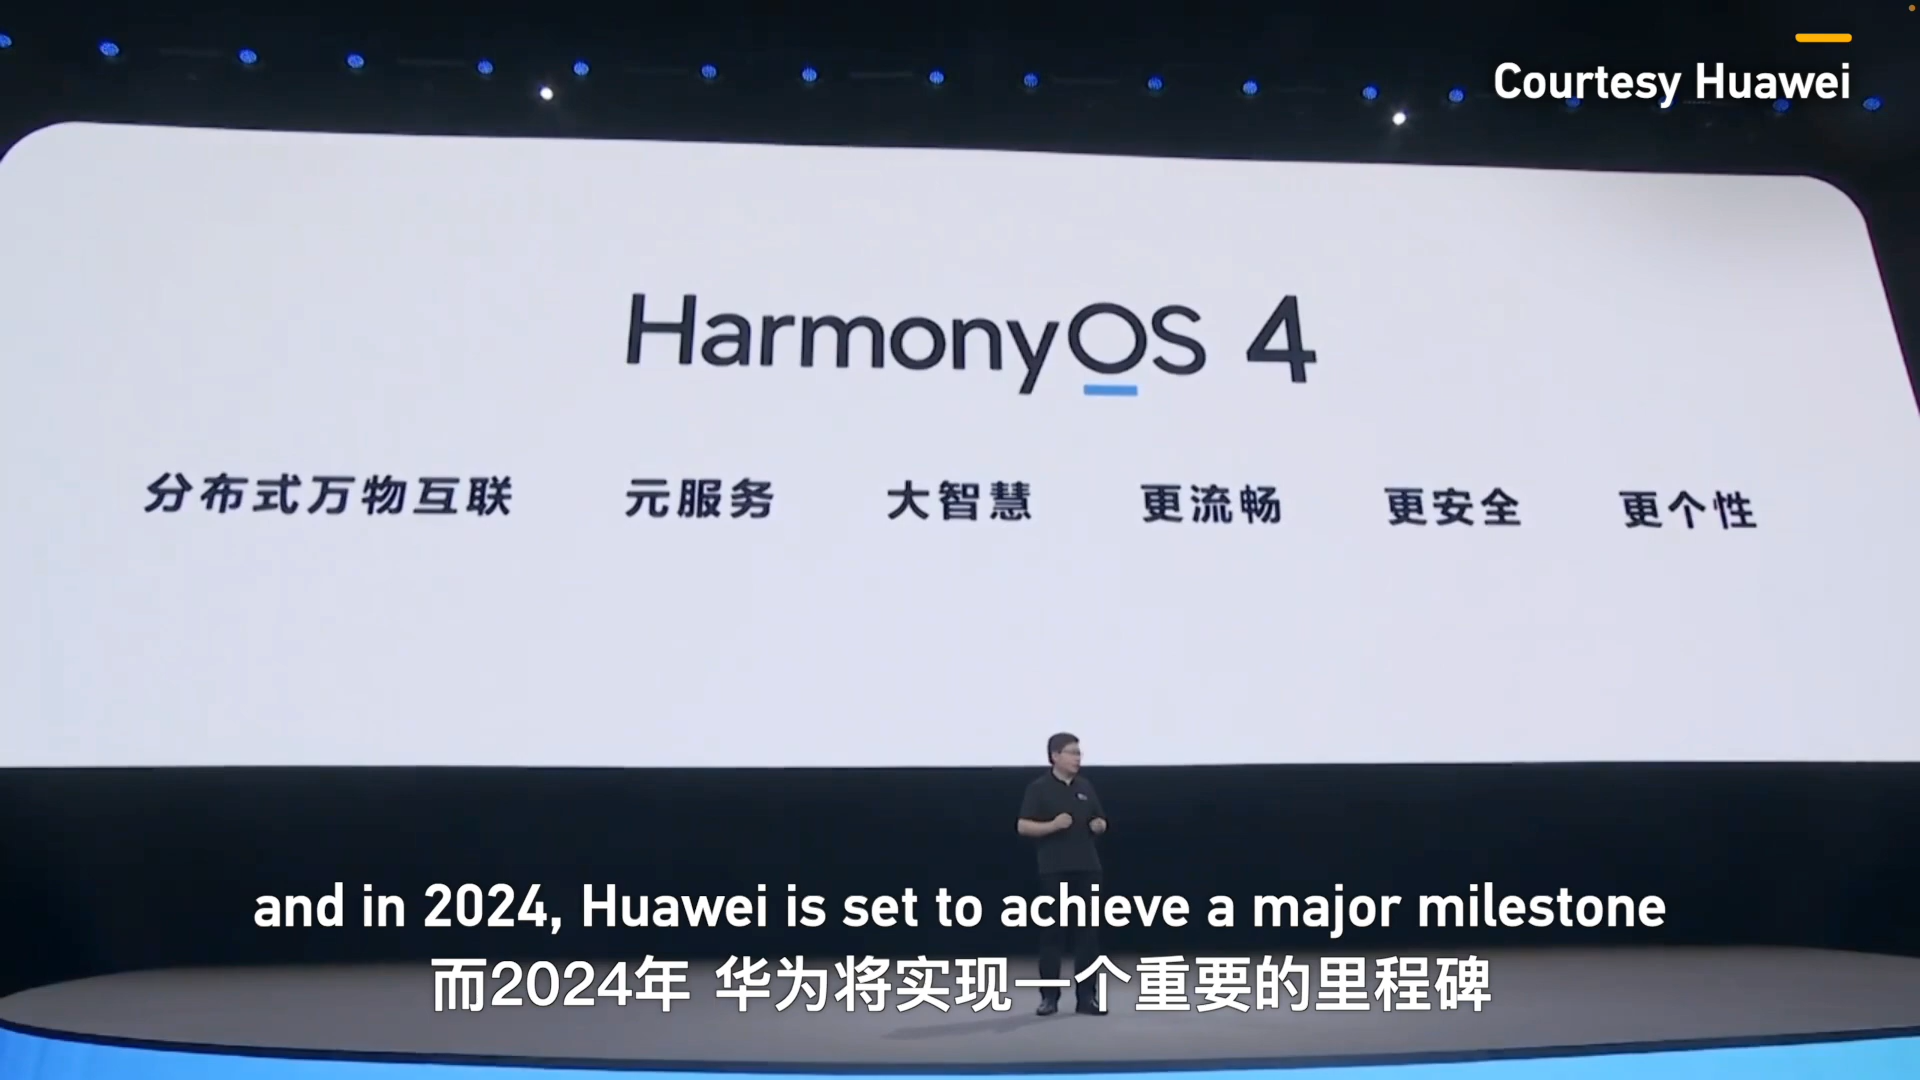 Courtesy Huawei
HarmonyOS 4
分布式万物互联 元服务 大智慧 更流畅 更安全 更个性
and in 2024, Huawei is set to achieve a major milestone
而2024年 华为将实现一个重要的里程碑